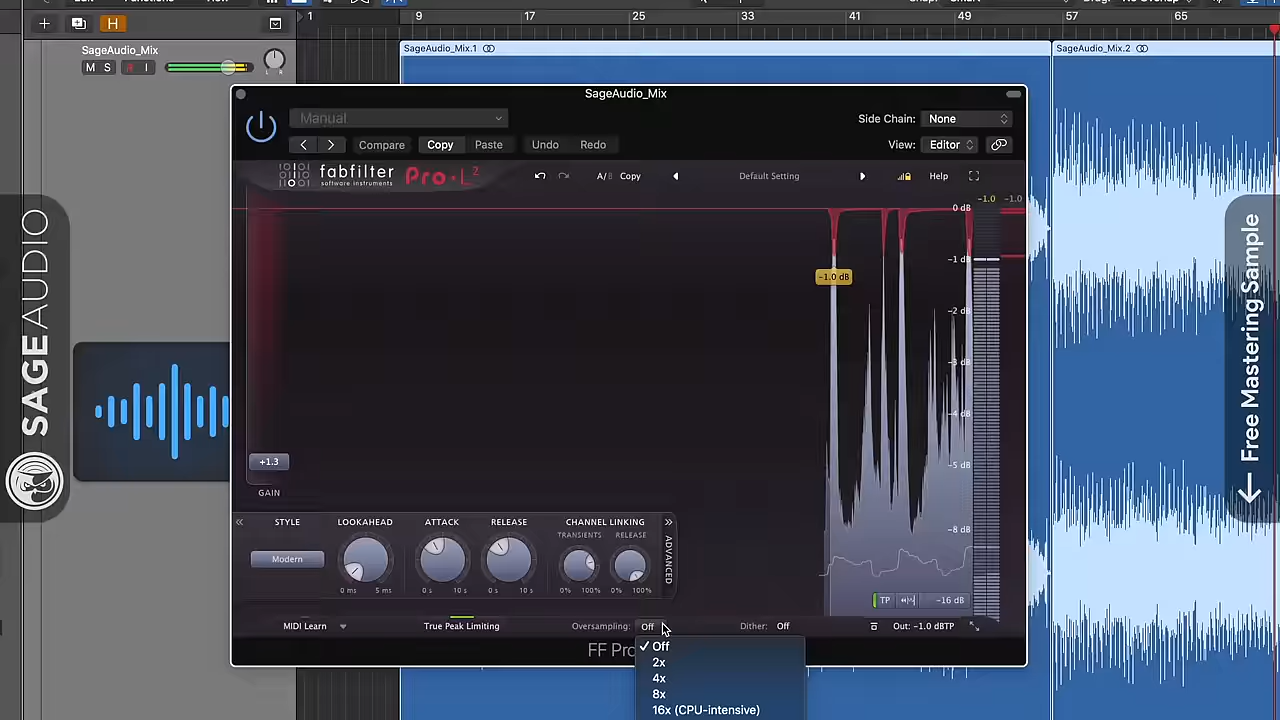 1 9 17 25 33 41 49 57 65
H
SageAudio_Mix
M S R I
L R
SageAudio_Mix.1
SageAudio_Mix.2
SageAudio_Mix
Manual
Side Chain: None
Compare Copy Paste Undo Redo
View: Editor
fabfilter
software instruments
Pro·L 2
A/B Copy
Default Setting
Help
-1.0 -1.0
0 dB
-1 dB
-1.0 dB
-2 dB
-3 dB
-4 dB
-5 dB
-8 dB
+1.3
GAIN
STYLE LOOKAHEAD ATTACK RELEASE CHANNEL LINKING
TRANSIENTS RELEASE
Modern
0 ms 5 ms 0 s 10 s 0 s 10 s 0% 100% 0% 100%
ADVANCED
TP -16 dB
MIDI Learn
True Peak Limiting
Oversampling: Off
Dither: Off
Out: -1.0 dBTP
FF Pro
✓ Off
2x
4x
8x
16x (CPU-intensive)
SAGEAUDIO
Free Mastering Sample